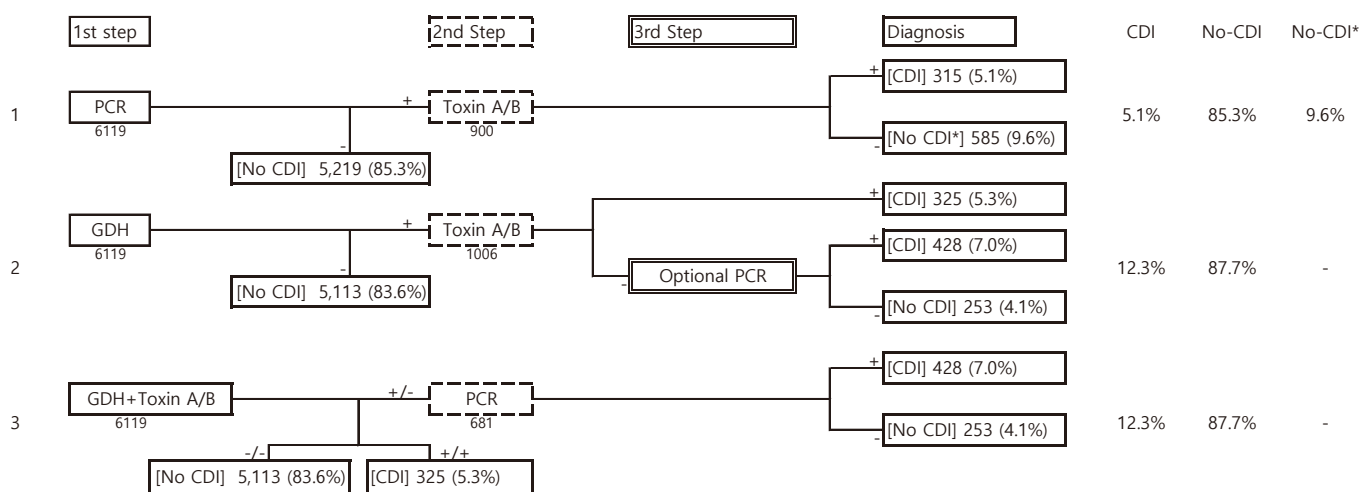 1st step 2nd Step 3rd Step Diagnosis CDI No-CDI No-CDI*
+ [CDI] 315 (5.1%)
1 PCR + Toxin A/B 5.1% 85.3% 9.6%
6119 900
- - [No CDI*] 585 (9.6%)
[No CDI] 5,219 (85.3%)
+ [CDI] 325 (5.3%)
GDH + Toxin A/B
6119 1006
+ [CDI] 428 (7.0%)
2 - - Optional PCR 12.3% 87.7% -
[No CDI] 5,113 (83.6%)
- [No CDI] 253 (4.1%)
+ [CDI] 428 (7.0%)
GDH+Toxin A/B +/- PCR
6119 681
3 12.3% 87.7% -
- [No CDI] 253 (4.1%)
-/- +/+
[No CDI] 5,113 (83.6%) [CDI] 325 (5.3%)